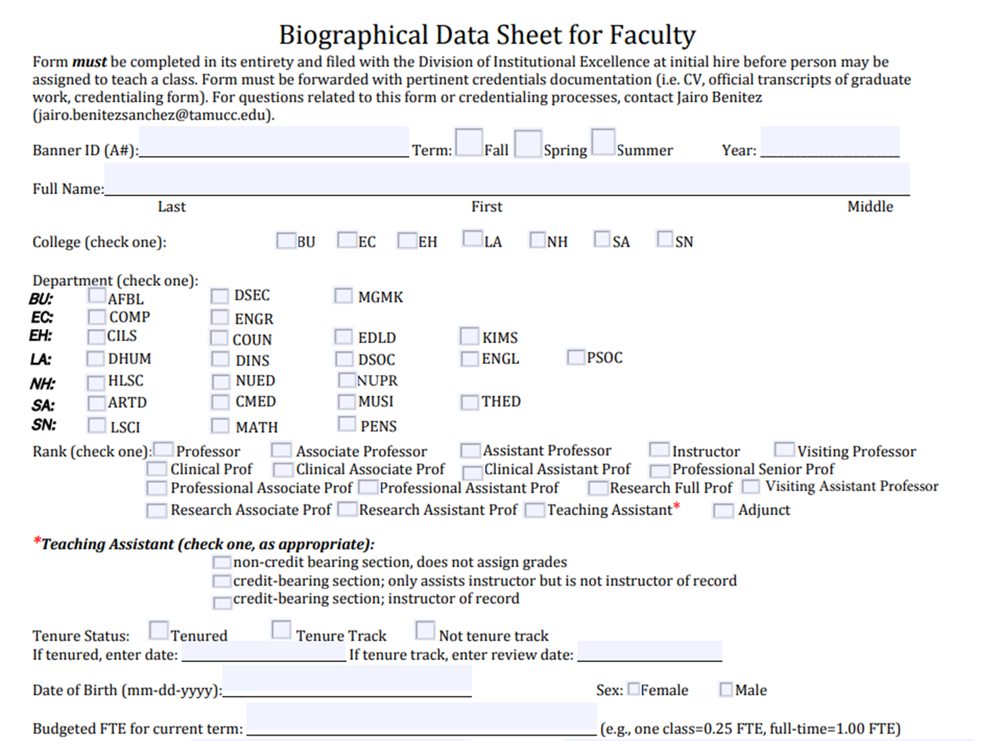 Biographical Data Sheet for Faculty
Form must be completed in its entirety and filed with the Division of Institutional Excellence at initial hire before person may be
assigned to teach a class. Form must be forwarded with pertinent credentials documentation (i.e. CV, official transcripts of graduate
work, credentialing form). For questions related to this form or credentialing processes, contact Jairo Benitez
(jairo.benitezsanchez@tamucc.edu).
Banner ID (A#): Term: Fall Spring Summer Year:
Full Name:
Last First Middle
College (check one): BU EC EH LA NH SA SN
Department (check one):
BU: AFBL DSEC MGMK
EC: COMP ENGR
EH: CILS COUN EDLD KIMS
LA: DHUM DINS DSOC ENGL PSOC
NH: HLSC NUED NUPR
SA: ARTD CMED MUSI THED
SN: LSCI MATH PENS
Rank (check one): Professor Associate Professor Assistant Professor Instructor Visiting Professor
Clinical Prof Clinical Associate Prof Clinical Assistant Prof Professional Senior Prof
Professional Associate Prof Professional Assistant Prof Research Full Prof Visiting Assistant Professor
Research Associate Prof Research Assistant Prof Teaching Assistant* Adjunct
*Teaching Assistant (check one, as appropriate):
non-credit bearing section, does not assign grades
credit-bearing section; only assists instructor but is not instructor of record
credit-bearing section; instructor of record
Tenure Status: Tenured Tenure Track Not tenure track
If tenured, enter date: If tenure track, enter review date:
Date of Birth (mm-dd-yyyy): Sex: Female Male
Budgeted FTE for current term: (e.g., one class=0.25 FTE, full-time=1.00 FTE)